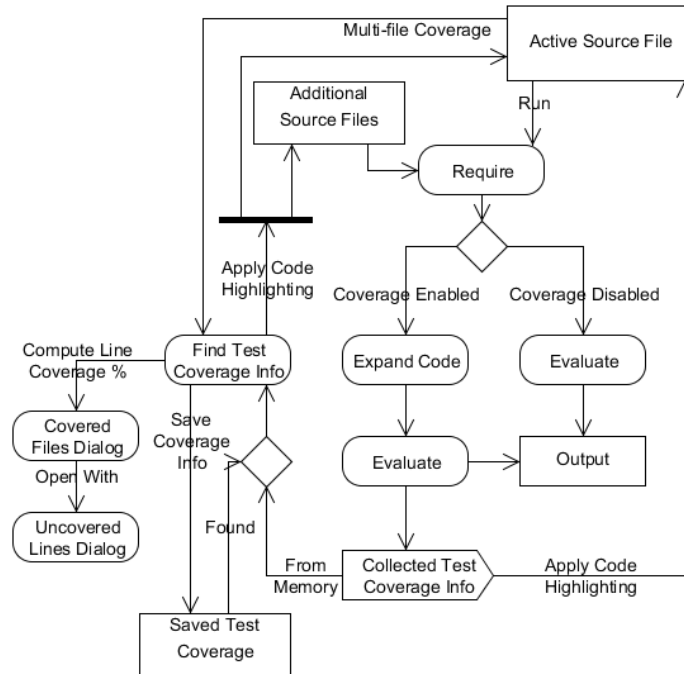 Multi-file Coverage
Active Source File
Additional
Source Files
Run
Require
Apply Code
Highlighting
Coverage Enabled
Coverage Disabled
Compute Line
Coverage %
Find Test
Coverage Info
Expand Code
Evaluate
Covered
Files Dialog
Save
Coverage
Info
Evaluate
Output
Open With
Uncovered
Lines Dialog
Found
From
Memory
Collected Test
Coverage Info
Apply Code
Highlighting
Saved Test
Coverage